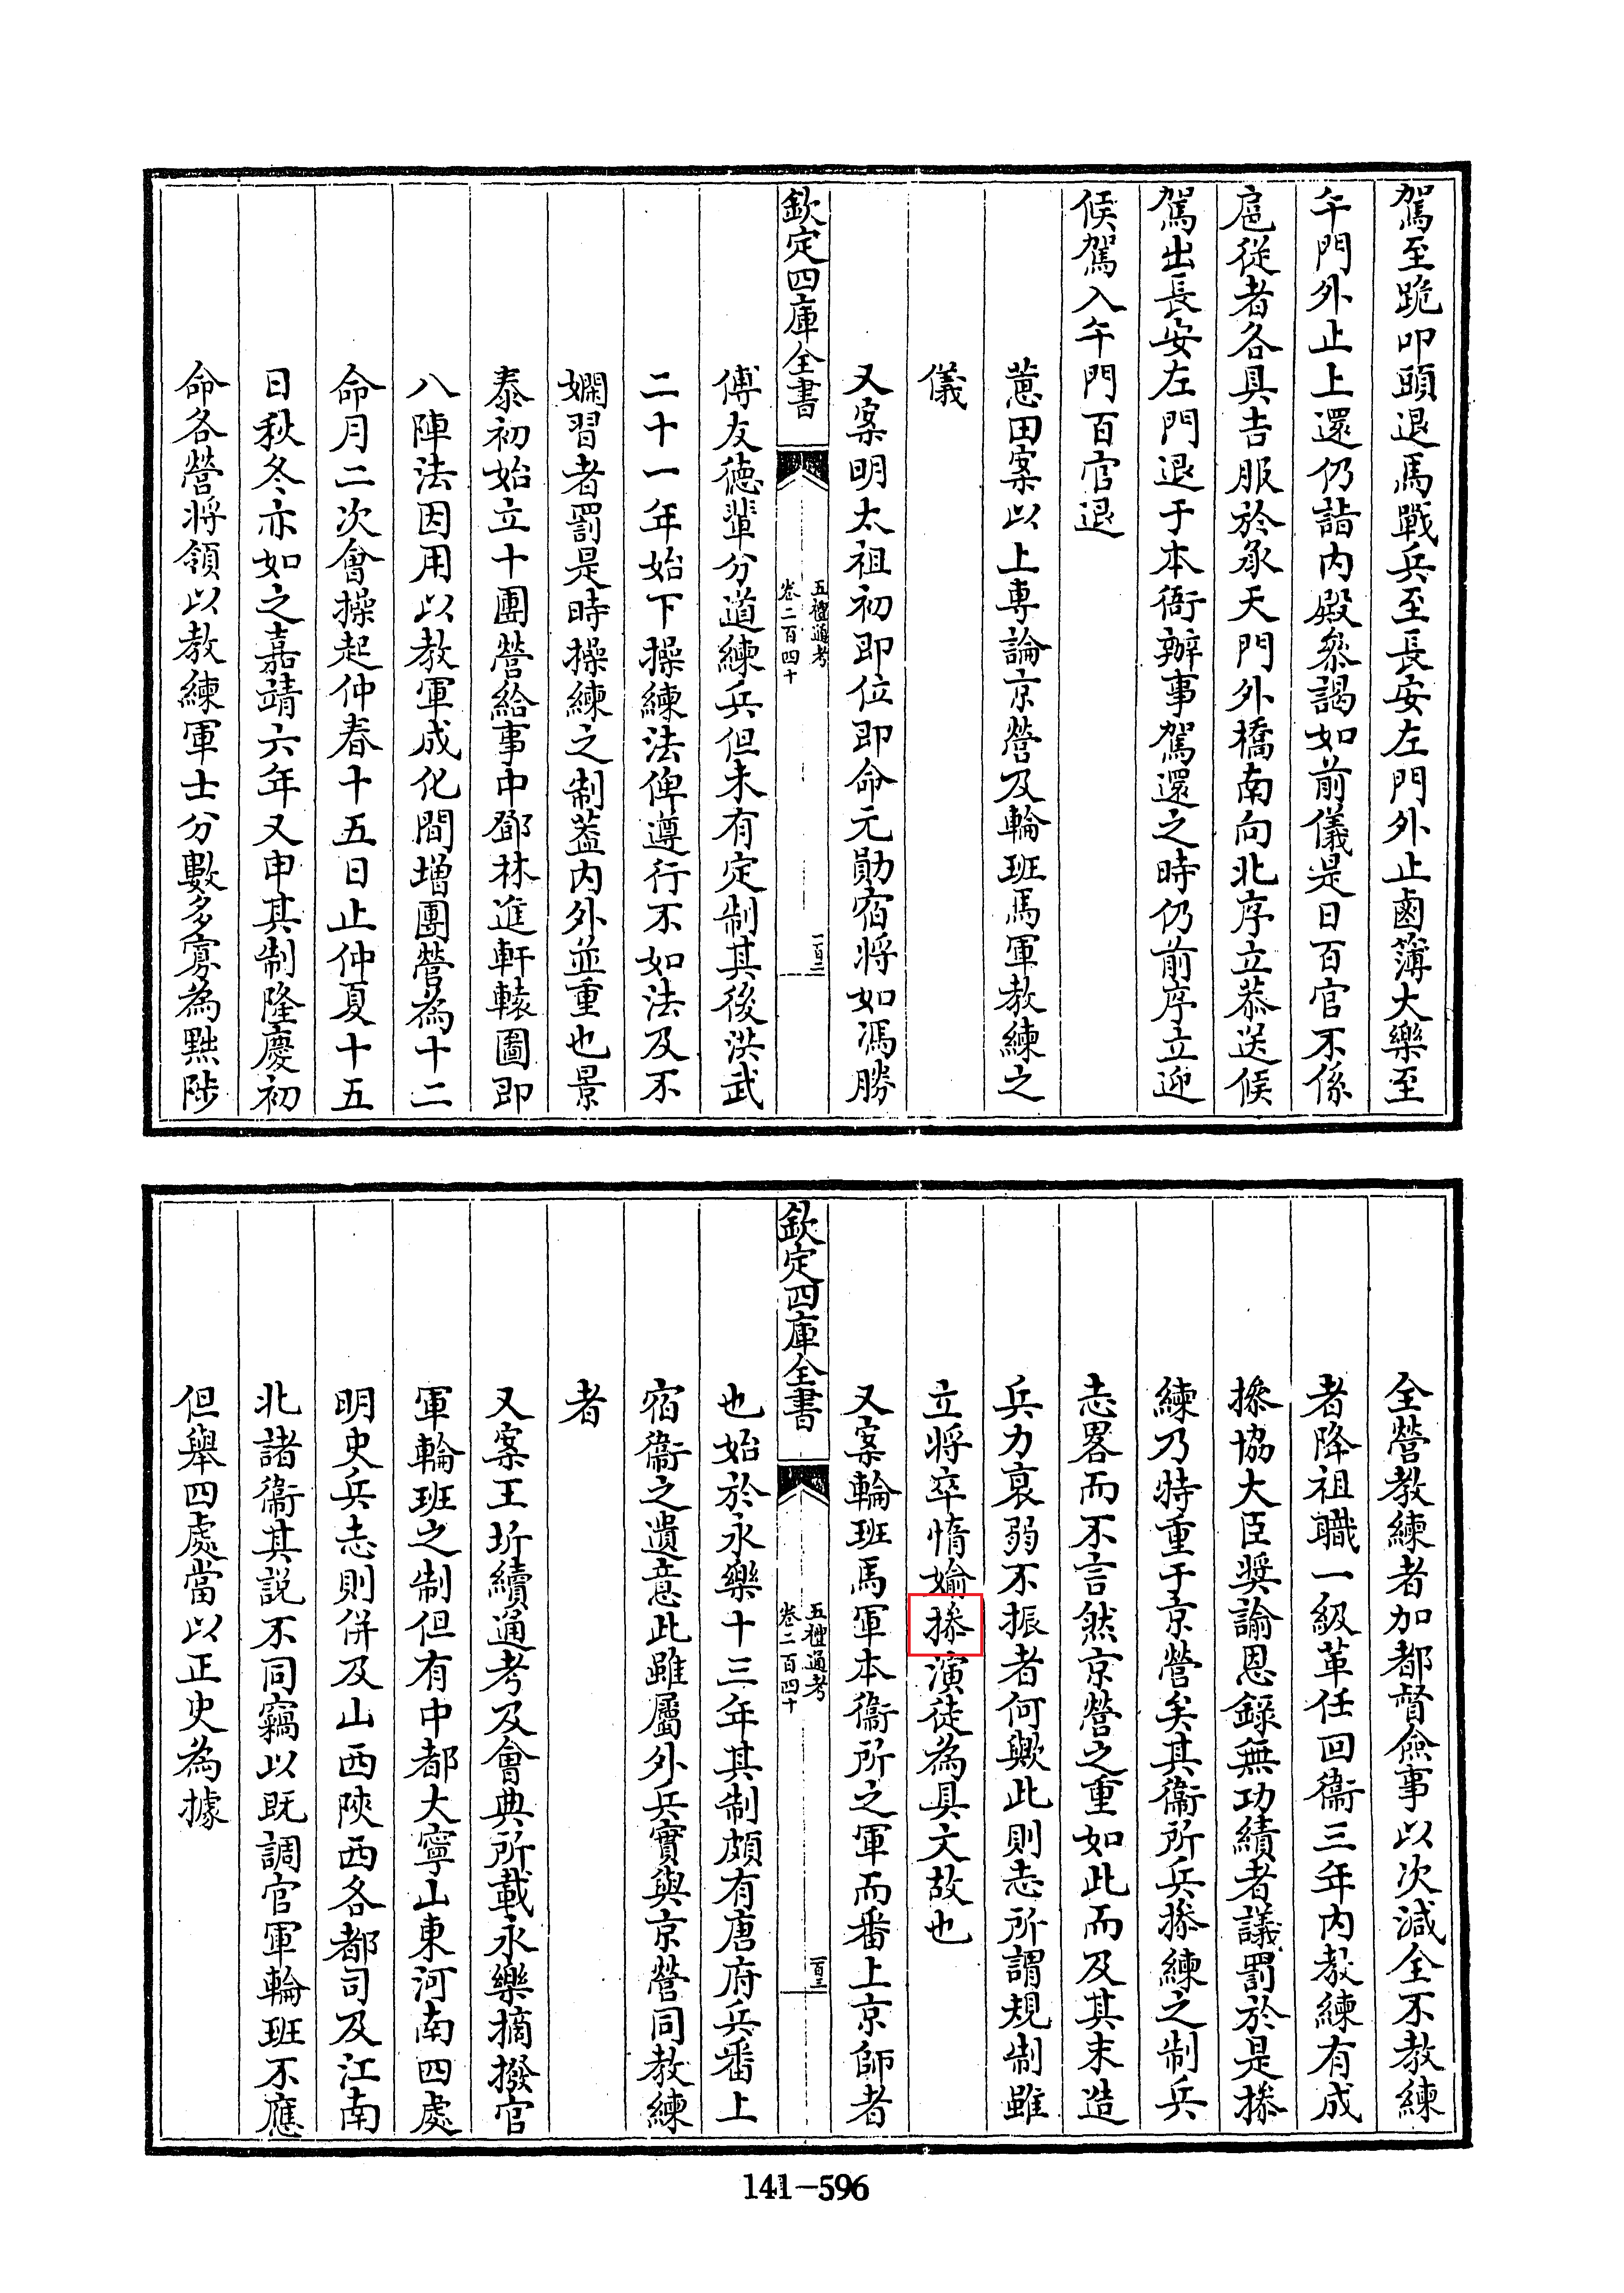 駕至跪叩頭退馬戰兵至長安左門外止鹵簿大樂至
午門外止上還仍詣内殿叅謁如前儀是日百官不係
扈從者各具吉服於承天門外橋南向北序立恭送候
駕出長安左門退于本衙辦事駕還之時仍前序立迎
候駕入午門百官退
蕙田案以上專論京營及輪班馬軍教練之
儀
又案明太祖初即位即命元勛宿將如馮勝
欽定四庫全書
五禮通考
卷二百四十
一百二
傅友德輩分道練兵但未有定制其後洪武
二十一年始下操練法俾遵行不如法及不
嫻習者罰是時操練之制葢内外並重也景
泰初始立十團營給事中鄧林進軒轅圖即
八陣法因用以教軍成化間增團營為十二
命月二次會操起仲春十五日止仲夏十五
日秋冬亦如之嘉靖六年又申其制隆慶初
命各營將領以教練軍士分數多寡為黜陟
全營教練者加都督僉事以次減全不教練
者降祖職一級革任回衞三年内教練有成
摻協大臣奬諭恩錄無功績者議罰於是摻
練乃特重于京營矣其衞所兵摻練之制兵
志畧而不言然京營之重如此而及其末造
兵力衰弱不振者何歟此則志所謂規制雖
立將卒惰媮摻演徒為具文故也
又案輪班馬軍本衞所之軍而番上京師者
欽定四庫全書
五禮通考
卷二百四十
一百三
也始於永樂十三年其制頗有唐府兵番上
宿衞之遺意此雖屬外兵實與京營同教練
者
又案王圻續通考及會典所載永樂摘撥官
軍輪班之制但有中都大寧山東河南四處
明史兵志則併及山西陝西各都司及江南
北諸衞其説不同竊以既調官軍輪班不應
但舉四處當以正史為據
141-596